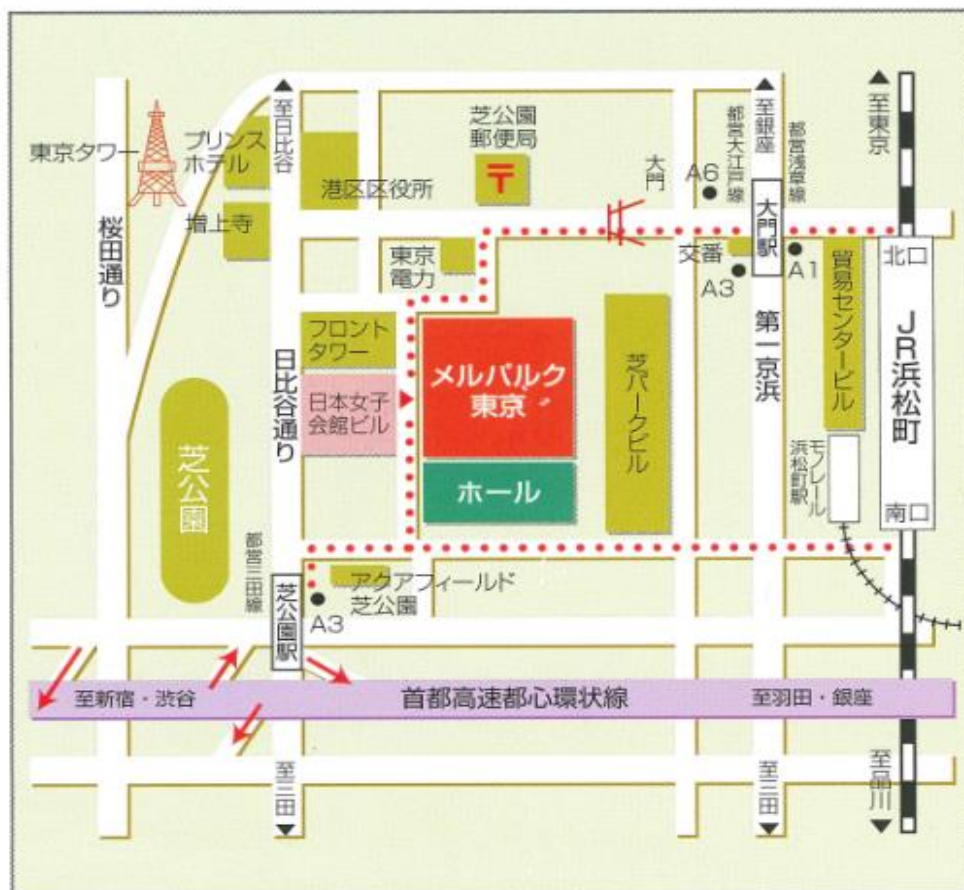 東京タワー
桜田通り
プリンス
ホテル
増上寺
至日比谷
港区区役所
芝公園
郵便局
〒
大門
A6
都営大江戸線
至銀座
都営浅草線
大門駅
至東京
東京
電力
交番
A3
A1
貿易センタービル
北口
JR浜松町
南口
フロント
タワー
日本女子
会館ビル
日比谷通り
メルパルク
東京
ホール
芝パークビル
第一京浜
モノレール
浜松町駅
芝公園
都営三田線
芝公園駅
A3
アクアフィールド
芝公園
至新宿・渋谷
首都高速都心環状線
至羽田・銀座
至三田
至三田
至品川